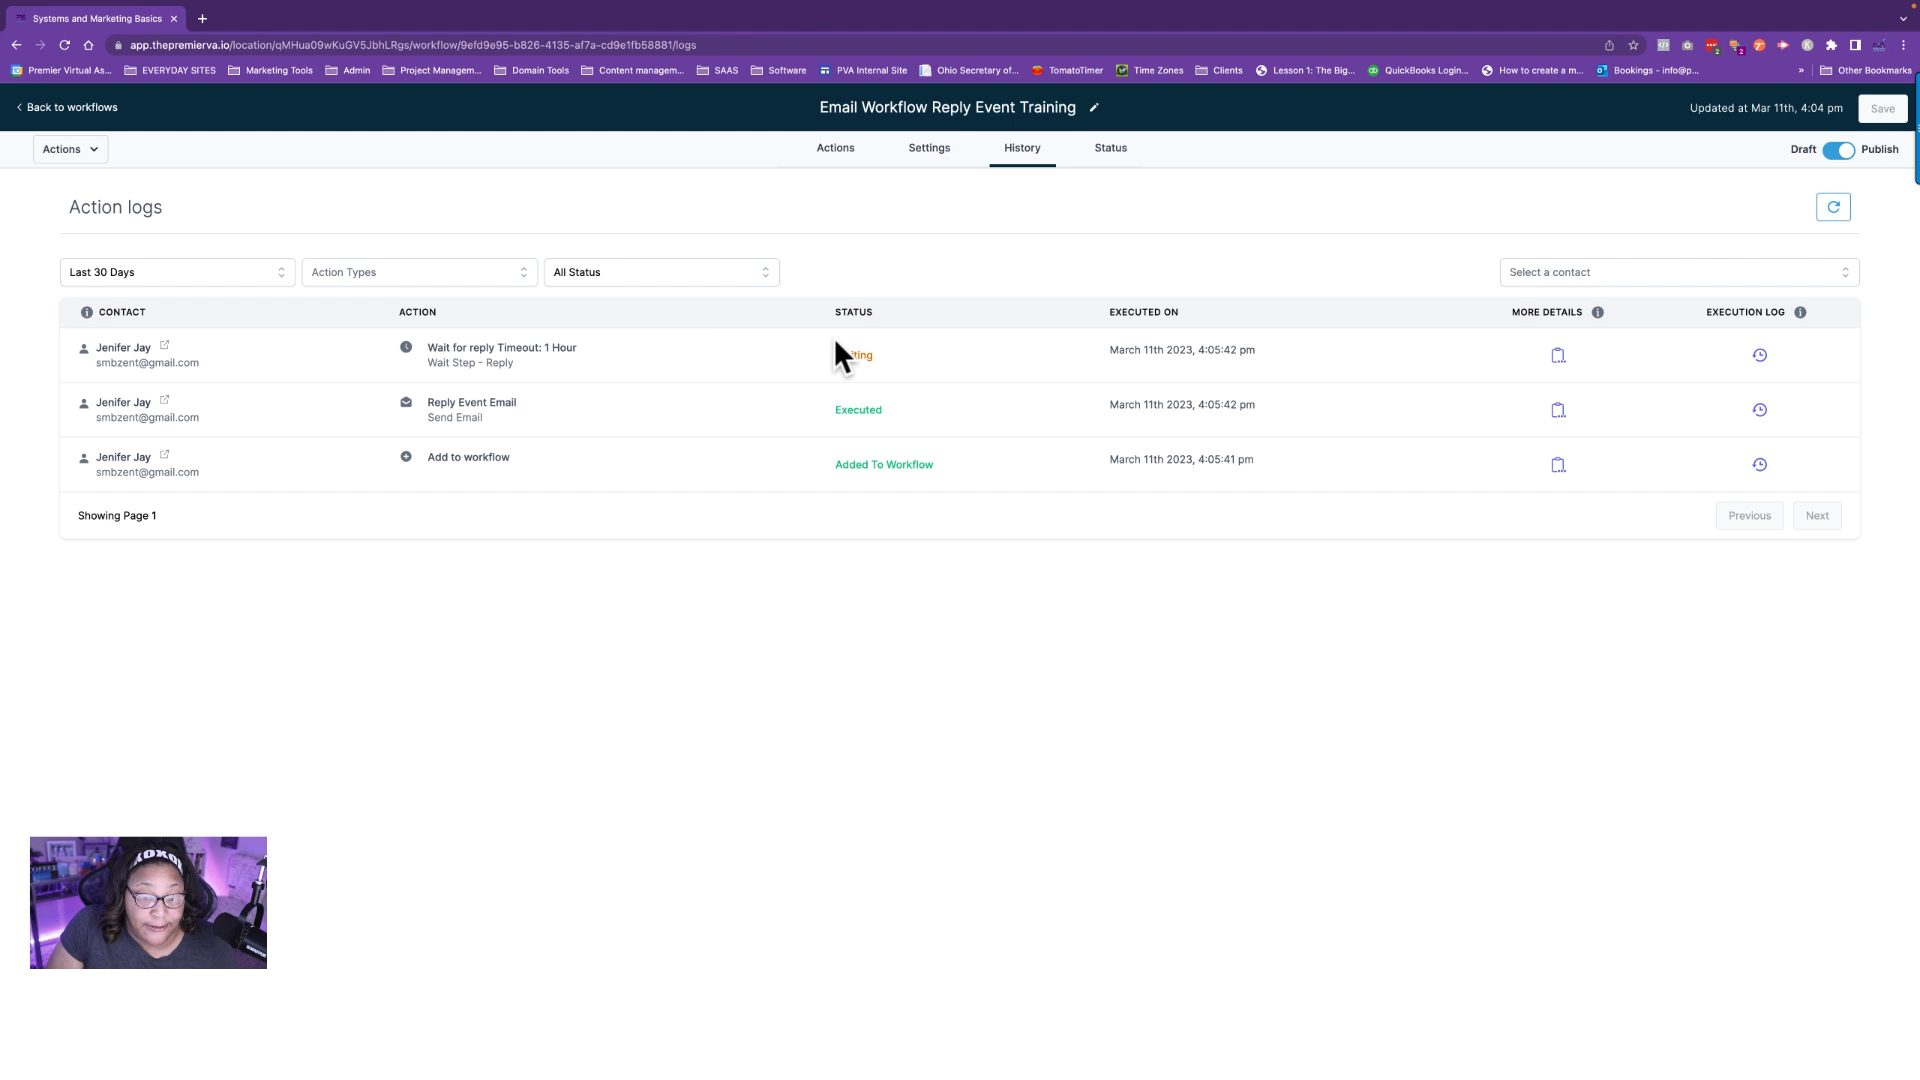 Systems and Marketing Basics
app.thepremierva.io/location/qMHua09wKuGV5JbhLRgs/workflow/9efd9e95-b826-4135-af7a-cd9e1fb58881/logs
Premier Virtual As... EVERYDAY SITES Marketing Tools Admin Project Managem... Domain Tools Content managem... SAAS Software PVA Internal Site Ohio Secretary of... TomatoTimer Time Zones Clients Lesson 1: The Big... QuickBooks Login... How to create a m... Bookings - info@p... » Other Bookmarks
Back to workflows Email Workflow Reply Event Training Updated at Mar 11th, 4:04 pm Save
Actions Actions Settings History Status Draft Publish
Action logs
Last 30 Days Action Types All Status Select a contact
CONTACT ACTION STATUS EXECUTED ON MORE DETAILS EXECUTION LOG
Jenifer Jay Wait for reply Timeout: 1 Hour March 11th 2023, 4:05:42 pm
smbzent@gmail.com Wait Step - Reply
Jenifer Jay Reply Event Email Executed March 11th 2023, 4:05:42 pm
smbzent@gmail.com Send Email
Jenifer Jay Add to workflow Added To Workflow March 11th 2023, 4:05:41 pm
smbzent@gmail.com
Showing Page 1 Previous Next
XOXO